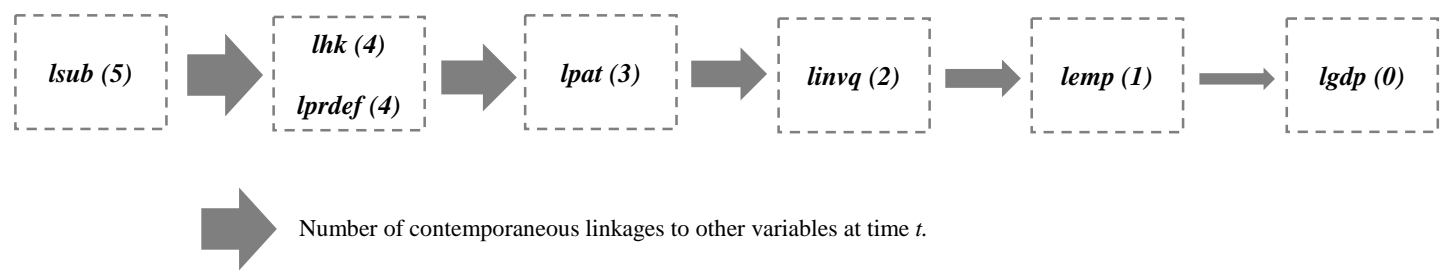 lsub (5)
lhk (4)
lprdef (4)
lpat (3)
linvq (2)
lemp (1)
lgdp (0)
Number of contemporaneous linkages to other variables at time t.